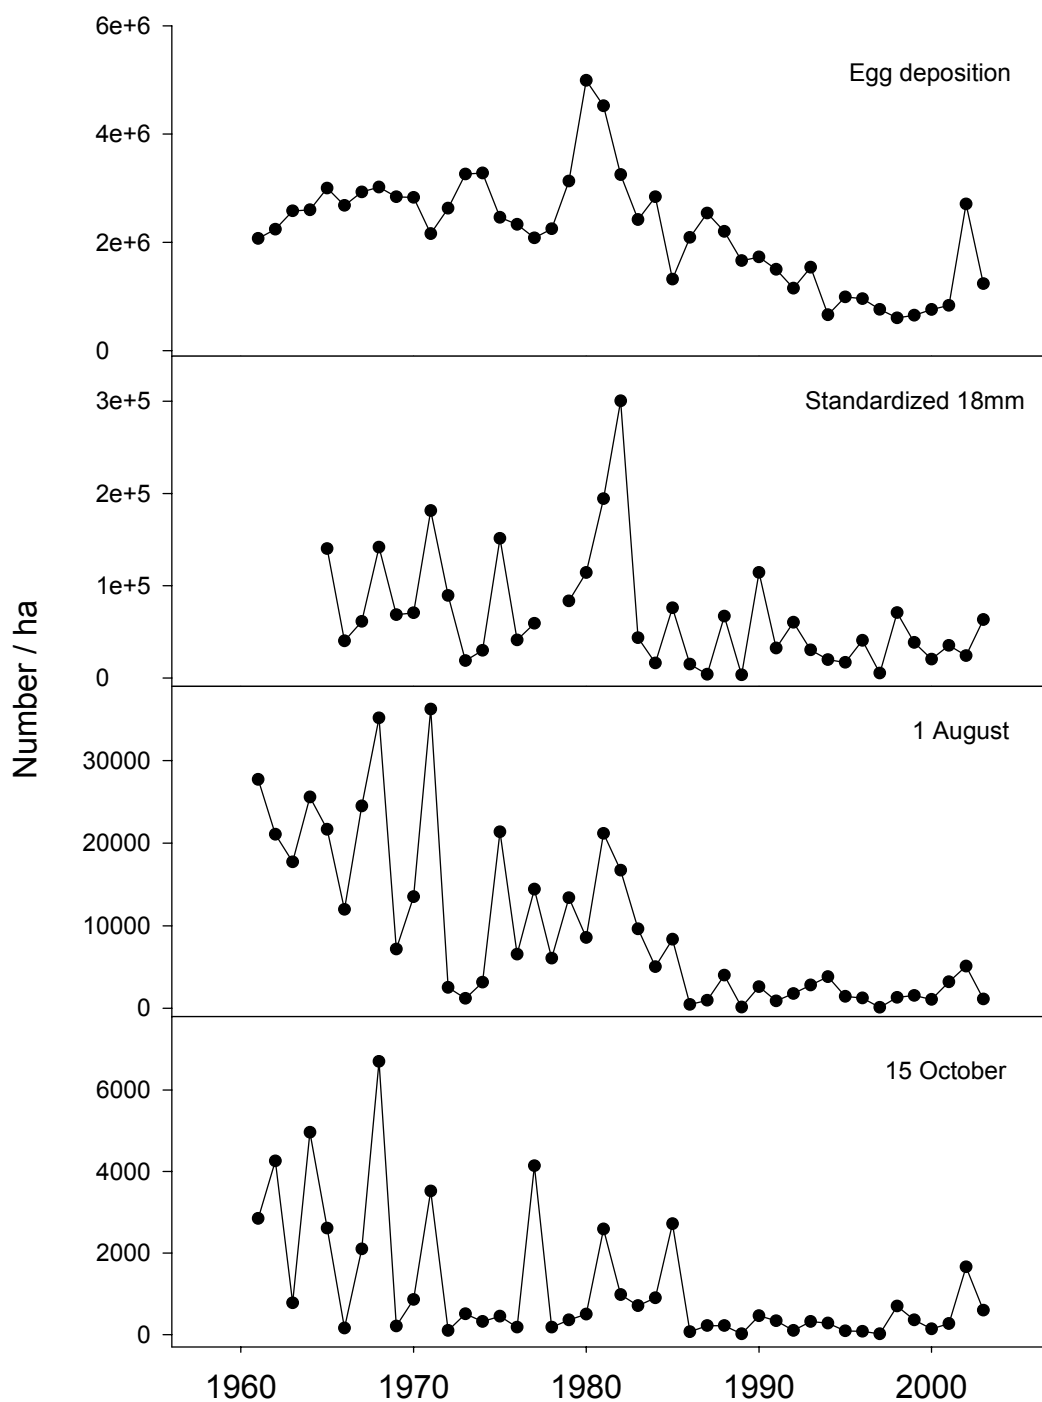 6e+6
Egg deposition
4e+6
2e+6
0
3e+5
Standardized 18mm
2e+5
1e+5
0
Number / ha
1 August
30000
20000
10000
0
15 October
6000
4000
2000
0
1960 1970 1980 1990 2000